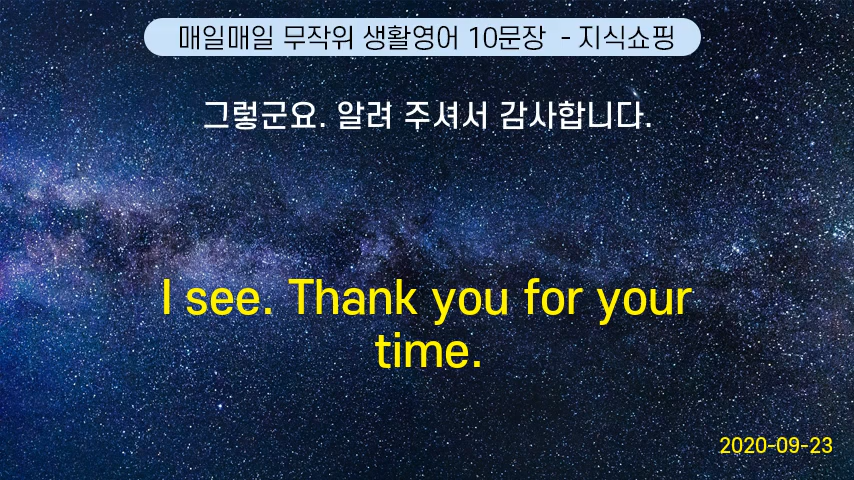 매일매일 무작위 생활영어 10문장 - 지식쇼핑
그렇군요. 알려 주셔서 감사합니다.
I see. Thank you for your
time.
2020-09-23